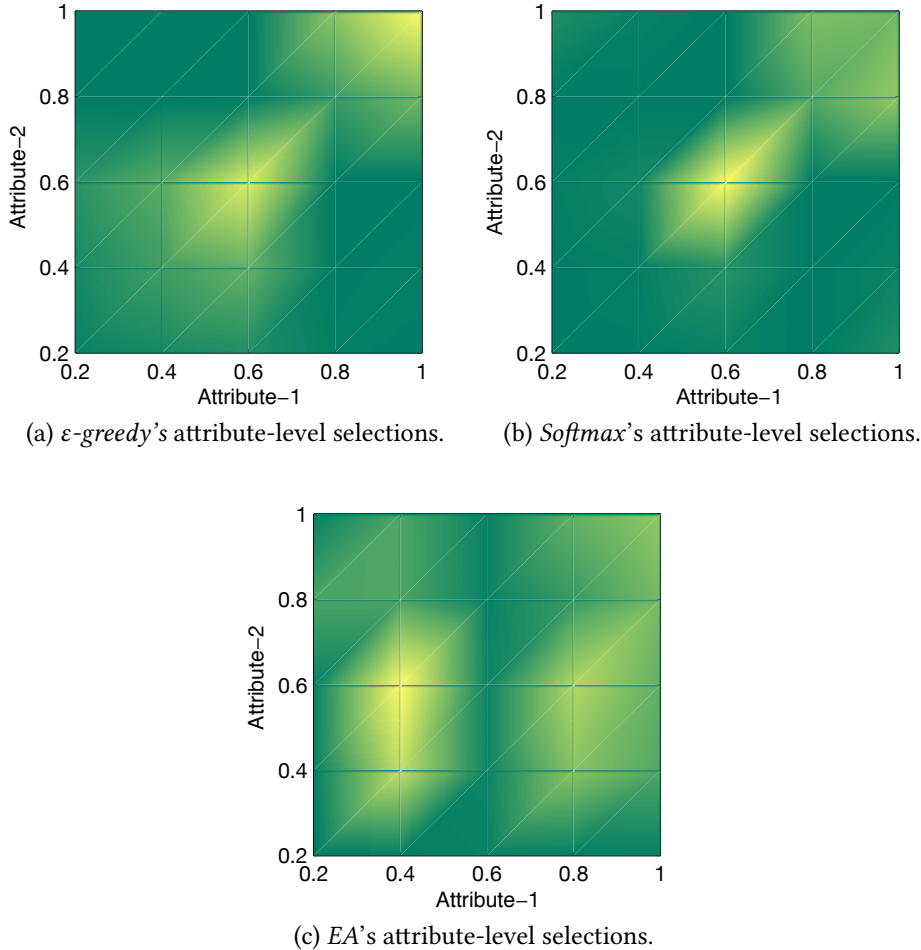 1
0.8
0.6
0.4
0.2
Attribute−2
0.2 0.4 0.6 0.8 1
Attribute−1
(a) ε-greedy’s attribute-level selections.
1
0.8
0.6
0.4
0.2
Attribute−2
0.2 0.4 0.6 0.8 1
Attribute−1
(b) Softmax’s attribute-level selections.
1
0.8
0.6
0.4
0.2
Attribute−2
0.2 0.4 0.6 0.8 1
Attribute−1
(c) EA’s attribute-level selections.